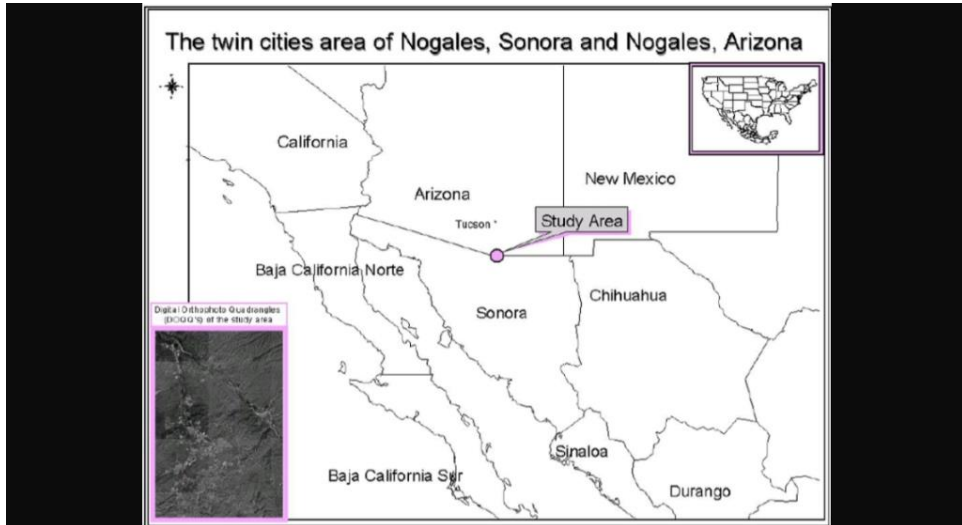 The twin cities area of Nogales, Sonora and Nogales, Arizona
California
New Mexico
Arizona
Tucson *
Study Area
Baja California Norte
Chihuahua
Sonora
Digital Orthophoto Quadrangles
(DOQQ's) of the study area
Sinaloa
Baja California Sur
Durango